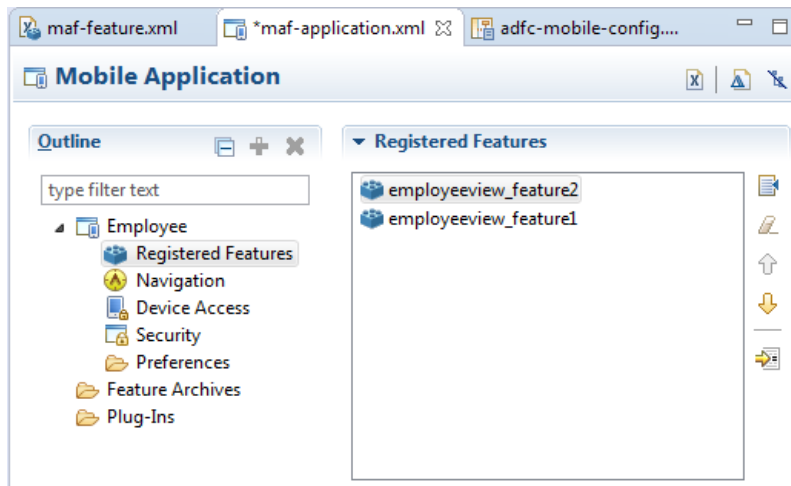 maf-feature.xml *maf-application.xml adfc-mobile-config....
Mobile Application
Outline
type filter text
Employee
Registered Features
Navigation
Device Access
Security
Preferences
Feature Archives
Plug-Ins
Registered Features
employeeview_feature2
employeeview_feature1